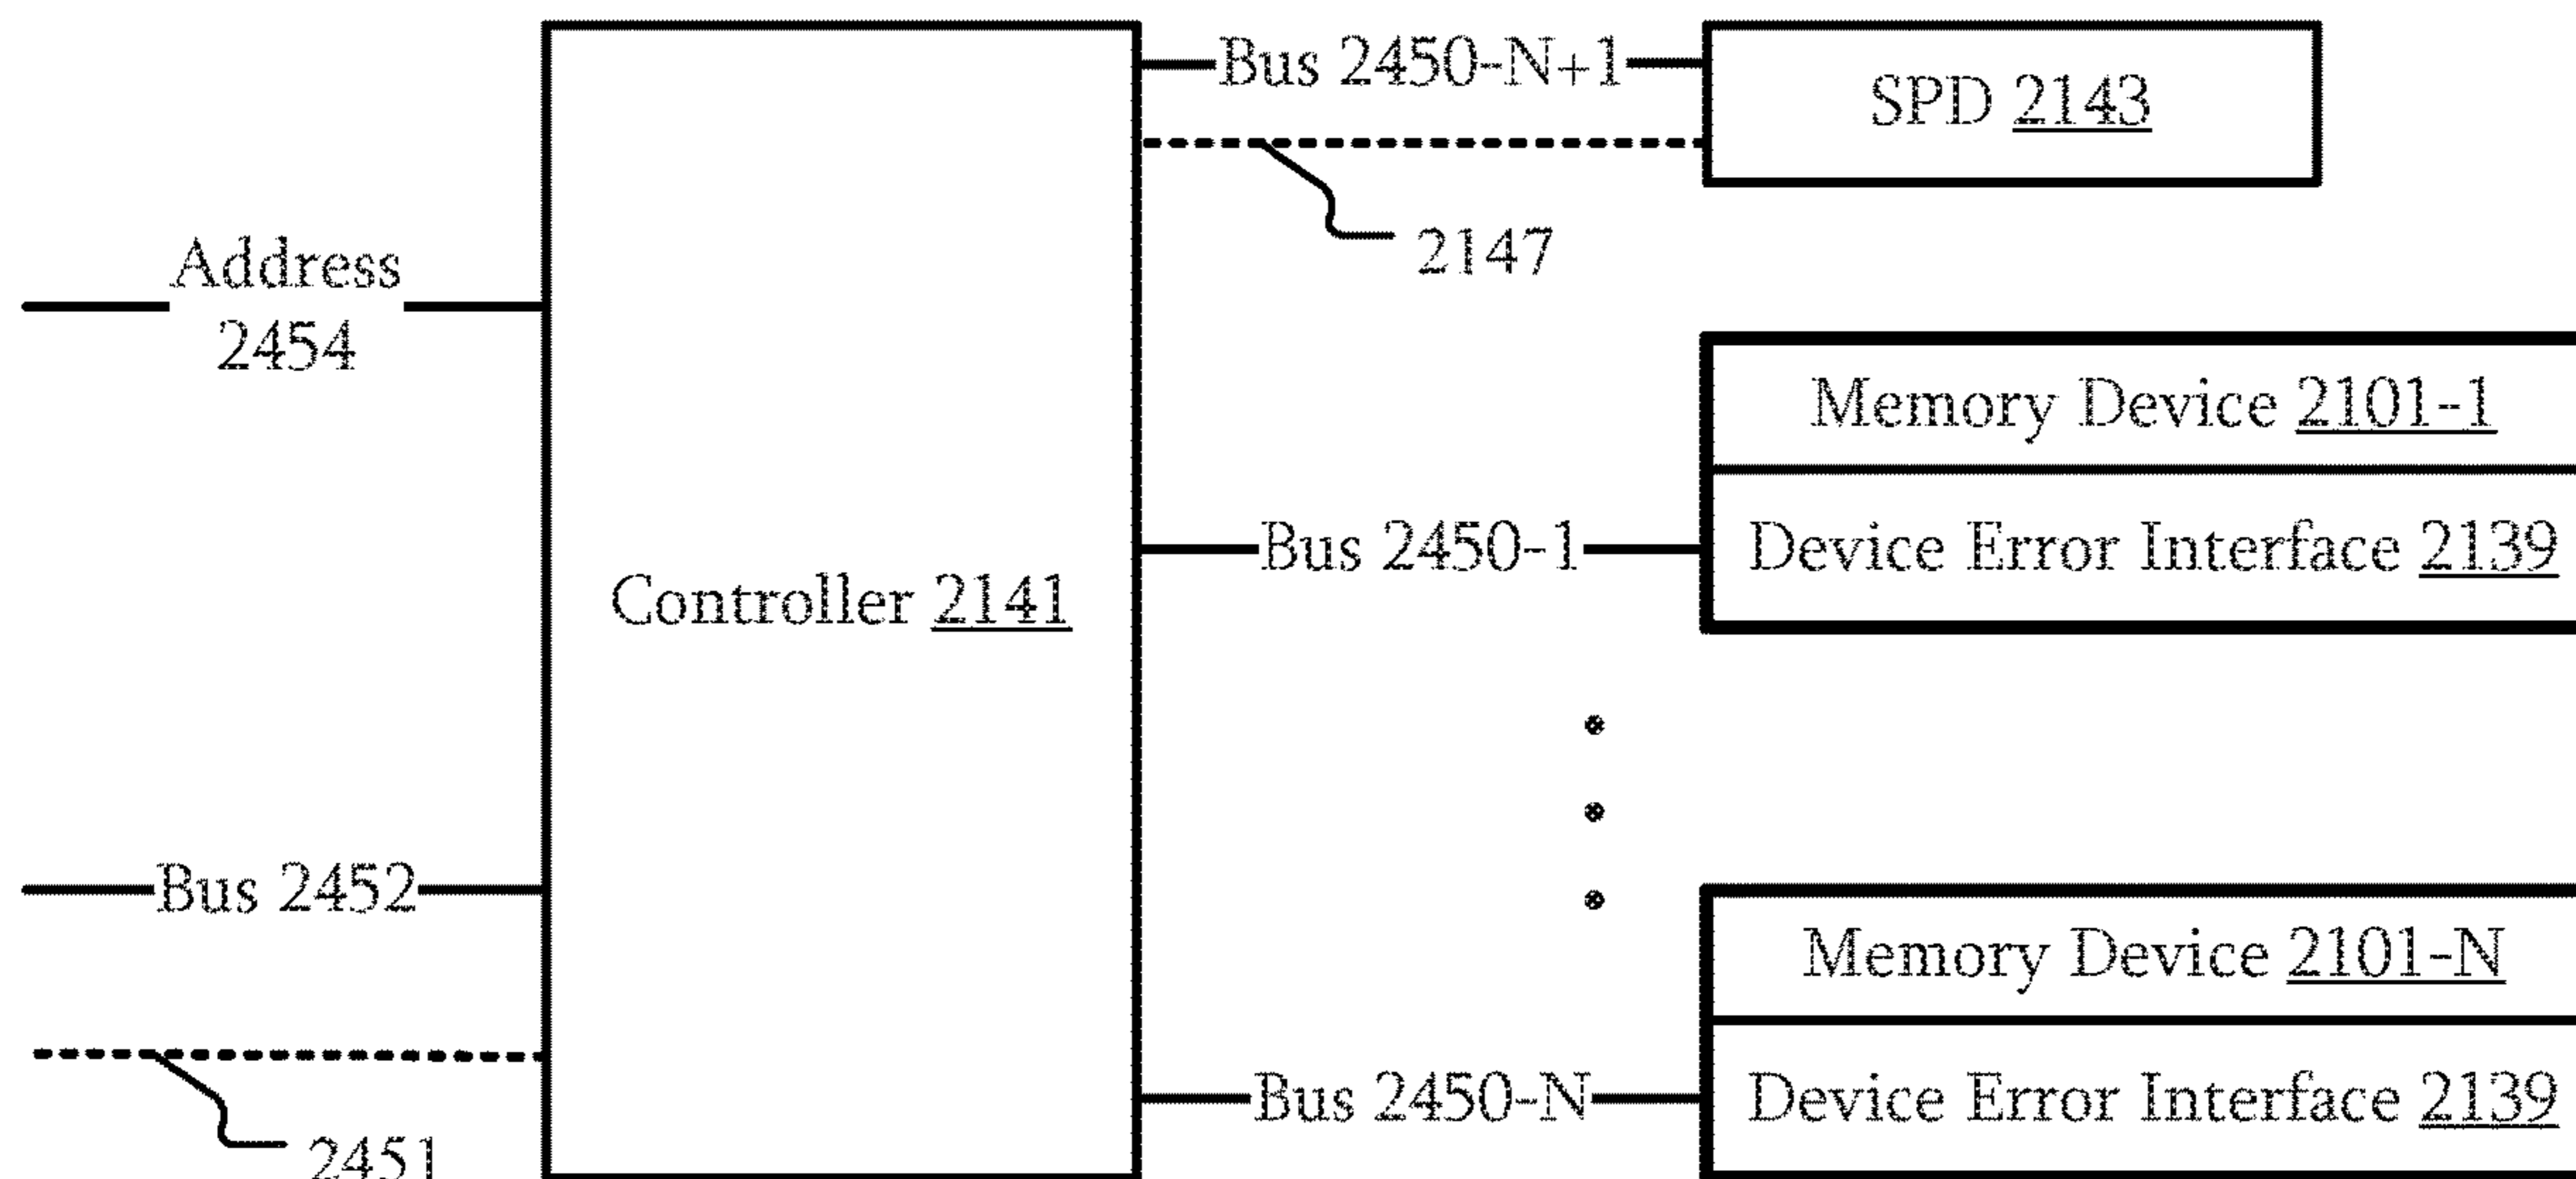 Bus 2450-N+1
SPD 2143
2147
Address
2454
Memory Device 2101-1
Bus 2450-1
Device Error Interface 2139
Controller 2141
Bus 2452
Memory Device 2101-N
Bus 2450-N
Device Error Interface 2139
2451